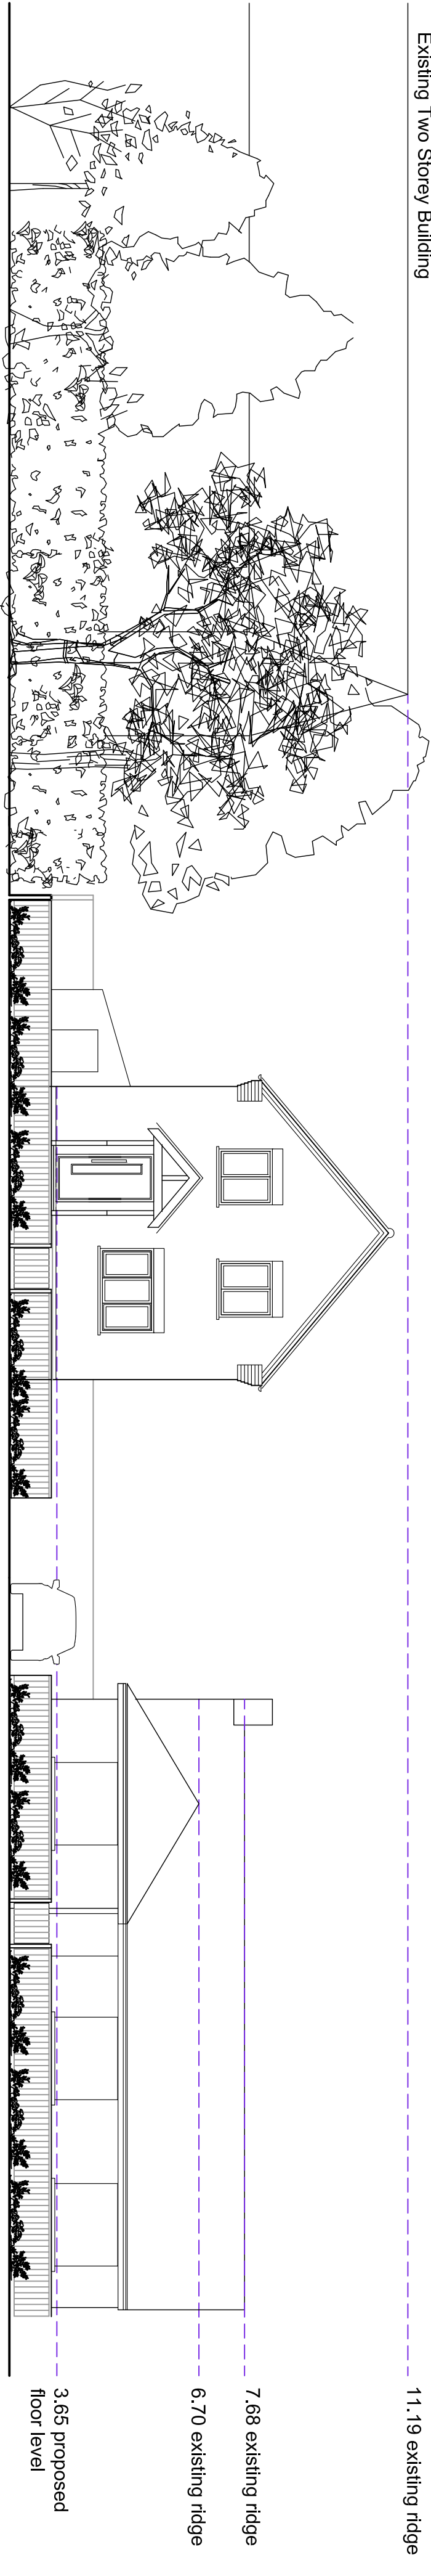 Existing Two Storey Building
11.19 existing ridge
7.68 existing ridge
6.70 existing ridge
3.65 proposed
floor level